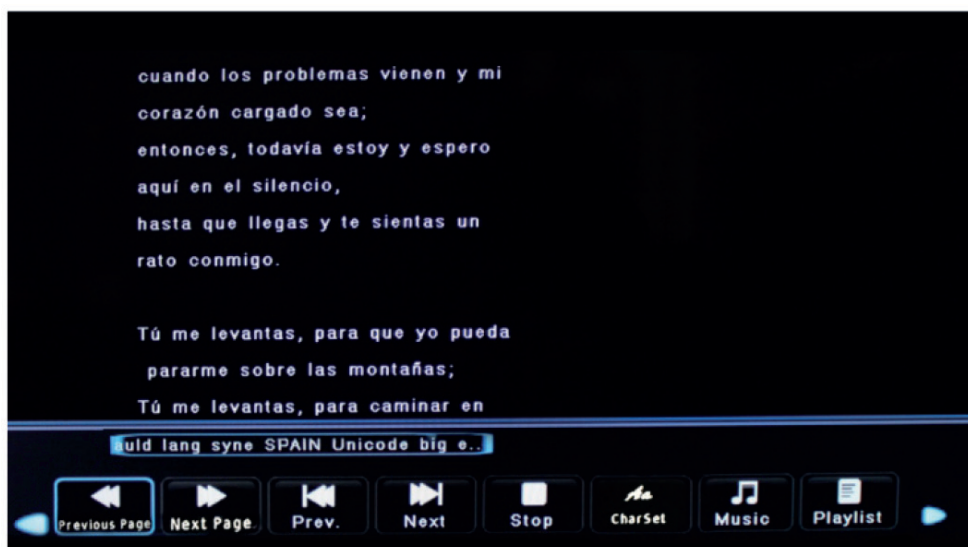 cuando los problemas vienen y mi
corazón cargado sea;
entonces, todavía estoy y espero
aquí en el silencio,
hasta que llegas y te sientas un
rato conmigo.
Tú me levantas, para que yo pueda
pararme sobre las montañas;
Tú me levantas, para caminar en
auld lang syne SPAIN Unicode big e..
Previous Page
Next Page
Prev.
Next
Stop
Aa
CharSet
Music
Playlist